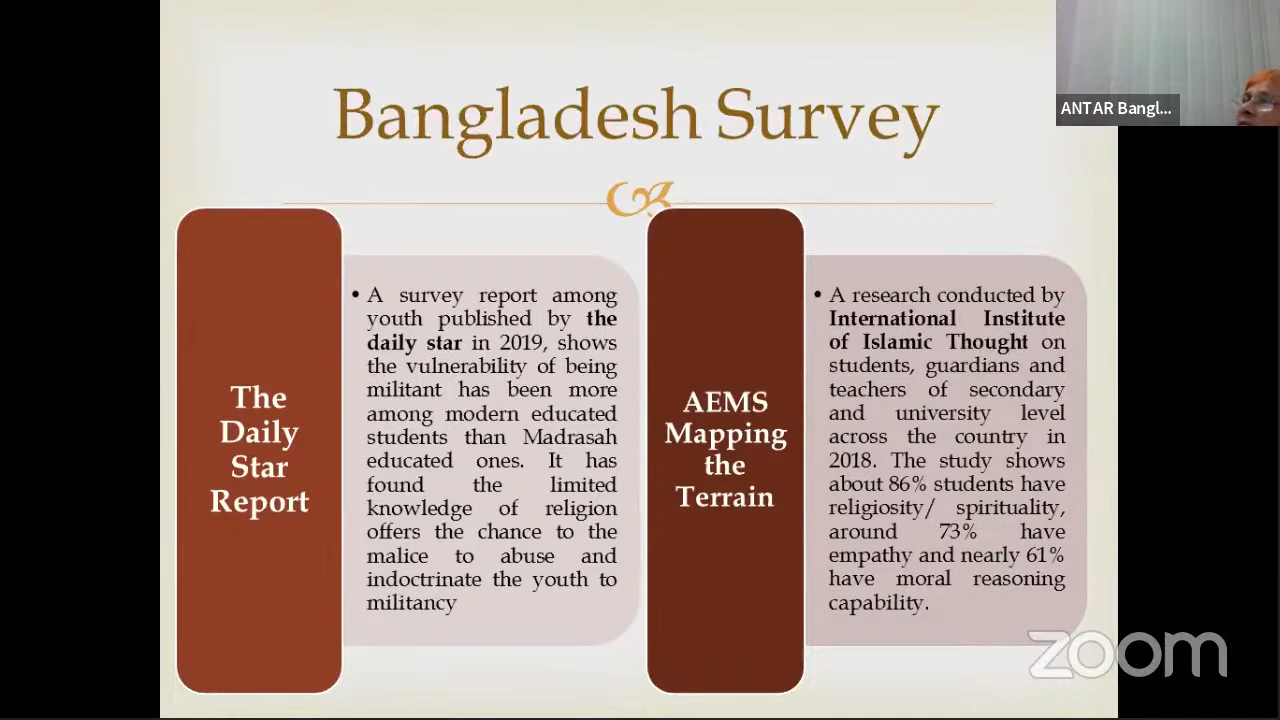 Bangladesh Survey
ANTAR Bangl...
The
Daily
Star
Report
• A survey report among
youth published by the
daily star in 2019, shows
the vulnerability of being
militant has been more
among modern educated
students than Madrasah
educated ones. It has
found the limited
knowledge of religion
offers the chance to the
malice to abuse and
indoctrinate the youth to
militancy
AEMS
Mapping
the
Terrain
• A research conducted by
International Institute
of Islamic Thought on
students, guardians and
teachers of secondary
and university level
across the country in
2018. The study shows
about 86% students have
religiosity/ spirituality,
around 73% have
empathy and nearly 61%
have moral reasoning
capability.
zoom